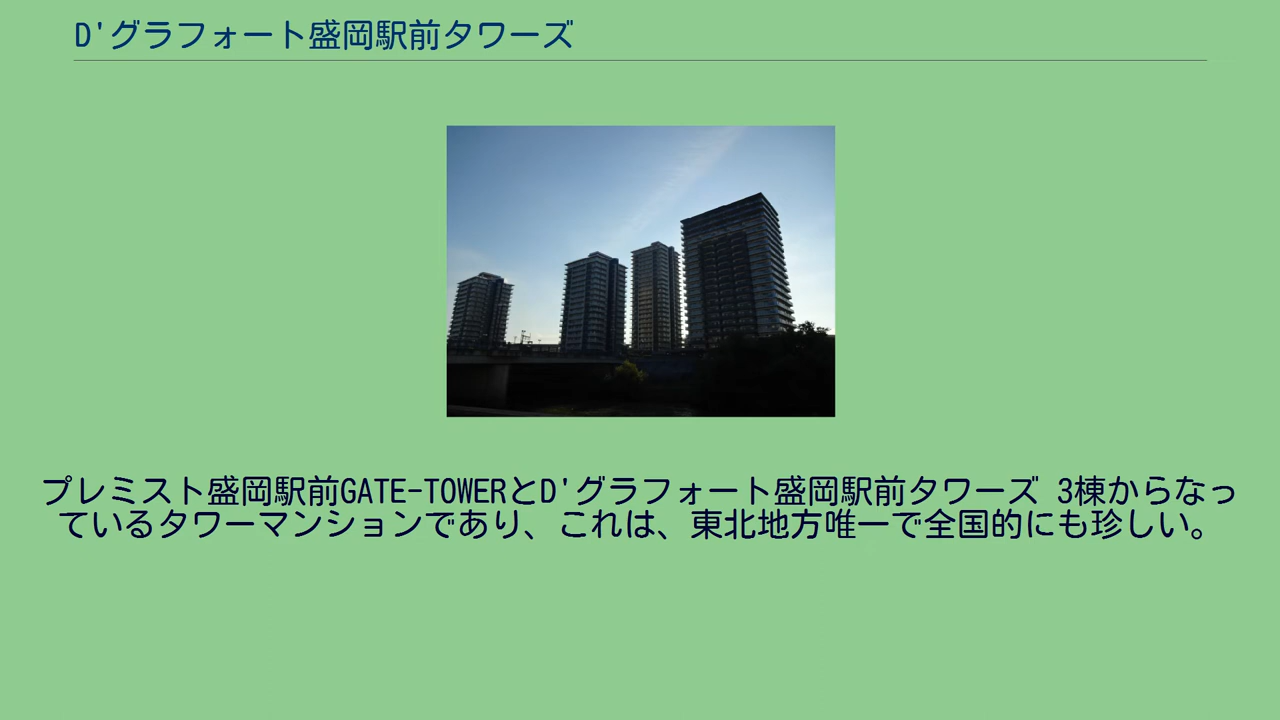 D'グラフォート盛岡駅前タワーズ
プレミスト盛岡駅前GATE-TOWERとD'グラフォート盛岡駅前タワーズ 3棟からなっ
ているタワーマンションであり、これは、東北地方唯一で全国的にも珍しい。